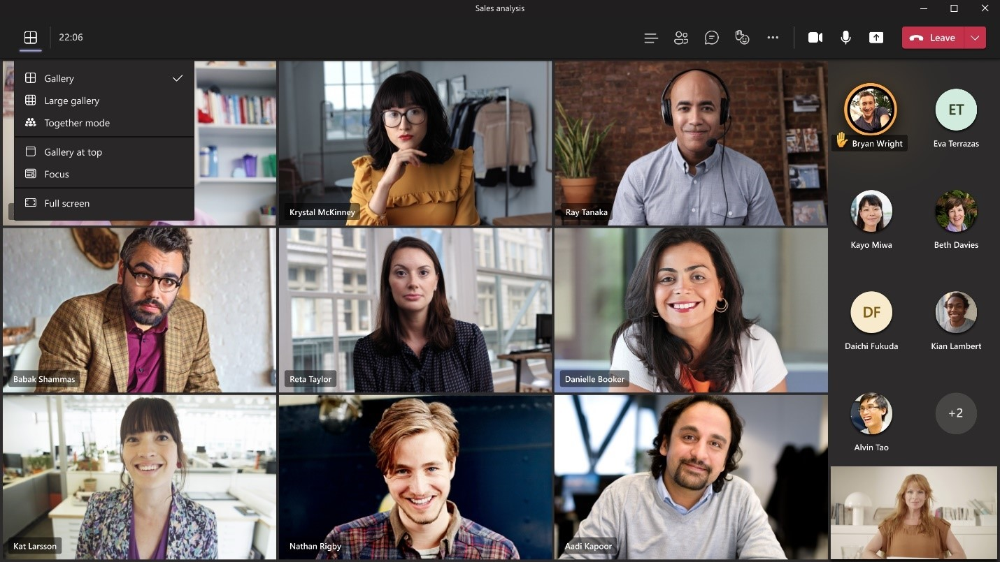 Sales analysis
22:06
Leave
Gallery
Large gallery
Together mode
Gallery at top
Focus
Full screen
Krystal McKinney
Ray Tanaka
Bryan Wright
Eva Terrazas
ET
Kayo Miwa
Beth Davies
Babak Shammas
Reta Taylor
Danielle Booker
DF
Daichi Fukuda
Kian Lambert
+2
Alvin Tao
Kat Larsson
Nathan Rigby
Aadi Kapoor